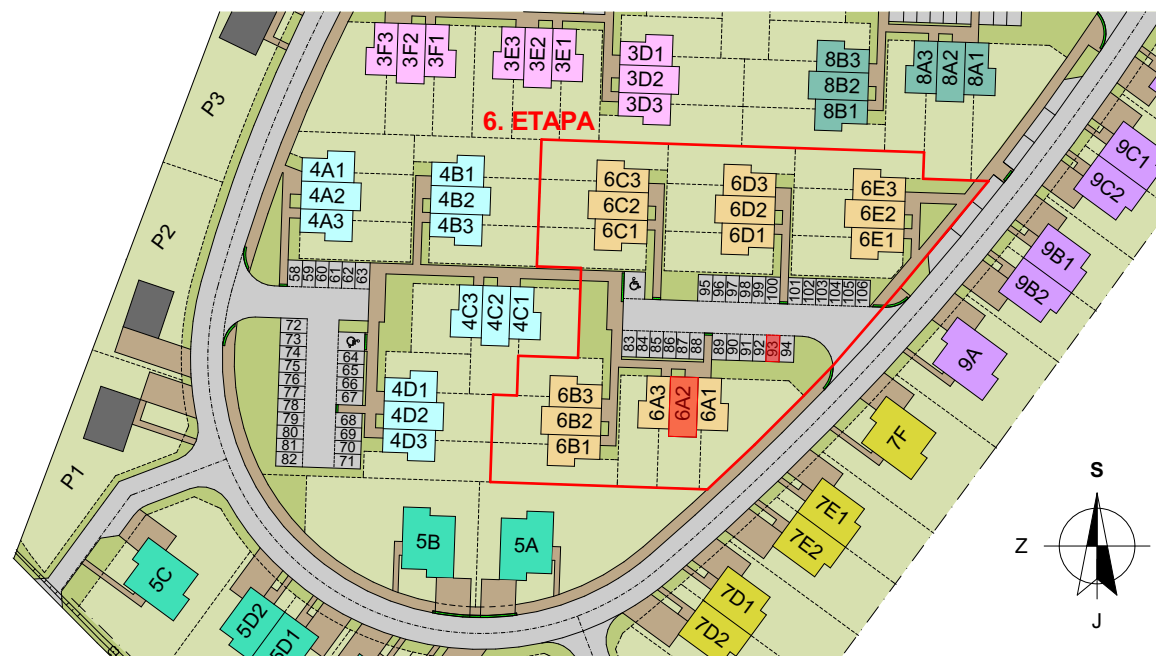 3F3
3F2
3F1
3E3
3E2
3E1
3D1
3D2
3D3
8B3
8B2
8B1
8A3
8A2
8A1
P3
6. ETAPA
9C1
9C2
4A1
4A2
4A3
4B1
4B2
4B3
6C3
6C2
6C1
6D3
6D2
6D1
6E3
6E2
6E1
P2
9B1
9B2
58
59
60
61
62
63
95
96
97
98
99
100
101
102
103
104
105
106
4C3
4C2
4C1
72
73
74
75
76
77
78
79
80
81
82
64
65
66
67
68
69
70
71
83
84
85
86
87
88
89
90
91
92
93
94
9A
4D1
4D2
4D3
6B3
6B2
6B1
6A3
6A2
6A1
7F
P1
S
Z
J
7E1
7E2
5B
5A
5C
5D2
5D1
7D1
7D2